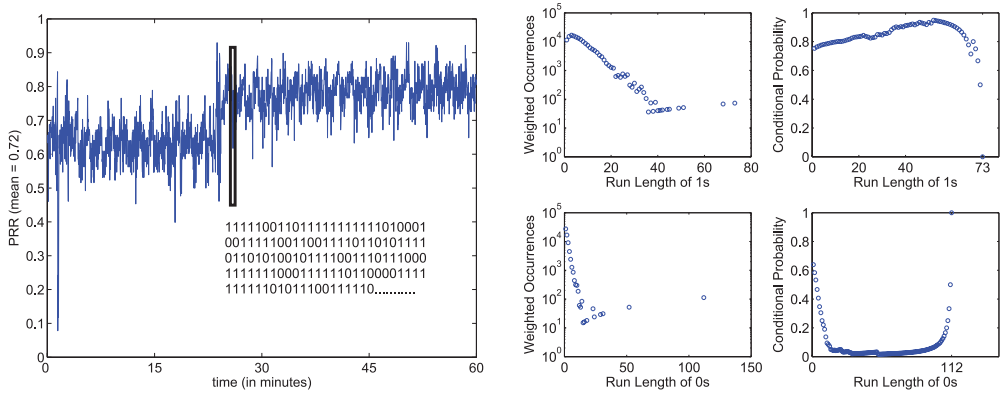 PRR (mean = 0.72)
1
0.9
0.8
0.7
0.6
0.5
0.4
0.3
0.2
0.1
0
0 15 30 45 60
time (in minutes)
11111001101111111111111010001
00111110011001111101101011111
01101010011111001110111000
11111111000111111101100001111
1111111010111001111110...........
Weighted Occurrences
10^5
10^4
10^3
10^2
10^1
10^0
0 20 40 60 80
Run Length of 1s
Conditional Probability
1
0.8
0.6
0.4
0.2
0
0 40 73
Run Length of 1s
Weighted Occurrences
10^5
10^4
10^3
10^2
10^1
10^0
0 50 100 150
Run Length of 0s
Conditional Probability
1
0.8
0.6
0.4
0.2
0
0 112
Run Length of 0s